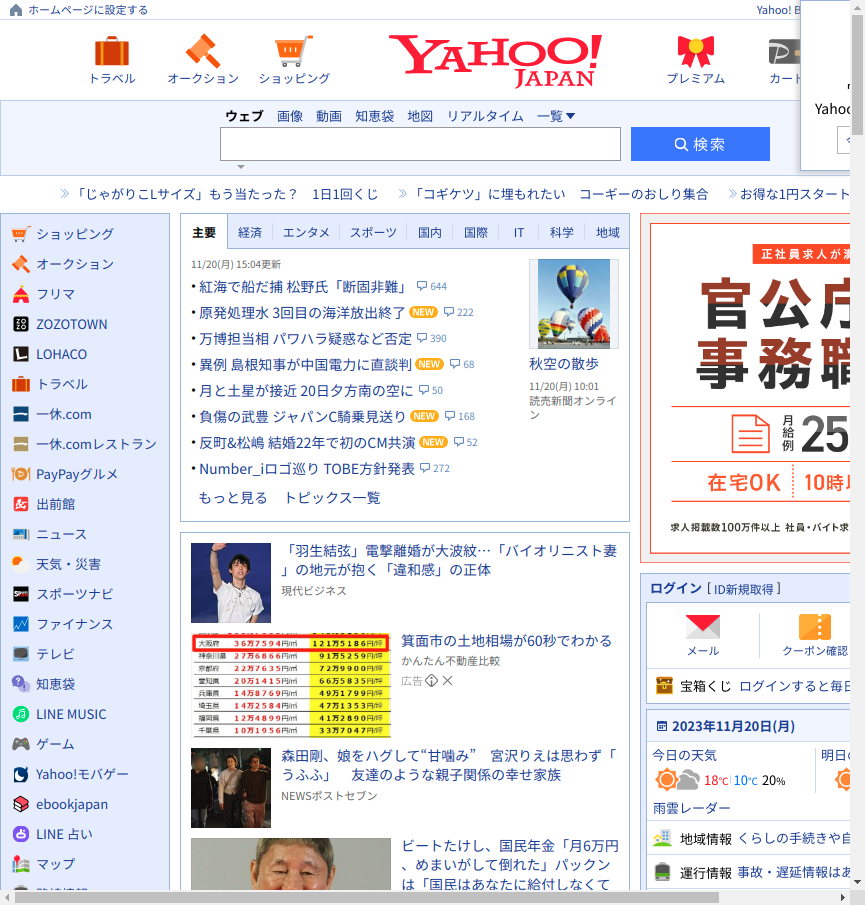 ホームページに設定する
Yahoo! B
トラベル
オークション
ショッピング
YAHOO!
JAPAN
プレミアム
カード
Yahoo
ウェブ 画像 動画 知恵袋 地図 リアルタイム 一覧▼
検索
「じゃがりこLサイズ」もう当たった？ 1日1回くじ
「コギケツ」に埋もれたい コーギーのおしり集合
お得な1円スタート
ショッピング
オークション
フリマ
ZOZOTOWN
LOHACO
トラベル
一休.com
一休.comレストラン
PayPayグルメ
出前館
ニュース
天気・災害
スポーツナビ
ファイナンス
テレビ
知恵袋
LINE MUSIC
ゲーム
Yahoo!モバゲー
ebookjapan
LINE 占い
マップ
主要 経済 エンタメ スポーツ 国内 国際 IT 科学 地域
11/20(月) 15:04更新
紅海で船だ捕 松野氏「断固非難」 644
原発処理水 3回目の海洋放出終了 NEW 222
万博担当相 パワハラ疑惑など否定 390
異例 島根知事が中国電力に直談判 NEW 68
月と土星が接近 20日夕方南の空に 50
負傷の武豊 ジャパンC騎乗見送り NEW 168
反町&松嶋 結婚22年で初のCM共演 NEW 52
Number_iロゴ巡り TOBE方針発表 272
もっと見る トピックス一覧
秋空の散歩
11/20(月) 10:01
読売新聞オンライ
ン
「羽生結弦」電撃離婚が大波紋…「バイオリニスト妻
」の地元が抱く「違和感」の正体
現代ビジネス
大阪府 36万7594円/㎡ 121万5186円/坪
神奈川県 27万6866円/㎡ 91万5259円/坪
京都府 22万7635円/㎡ 72万9900円/坪
愛知県 20万1415円/㎡ 66万5835円/坪
兵庫県 14万8769円/㎡ 49万1799円/坪
埼玉県 14万2584円/㎡ 47万1353円/坪
福岡県 12万4899円/㎡ 41万2890円/坪
千葉県 10万1956円/㎡ 33万7047円/坪
箕面市の土地相場が60秒でわかる
かんたん不動産比較
広告
森田剛、娘をハグして“甘噛み” 宮沢りえは思わず「
うふふ」 友達のような親子関係の幸せ家族
NEWSポストセブン
ビートたけし、国民年金「月6万円
、めまいがして倒れた」パックン
は「国民はあなたに給付しなくて
正社員求人が満
官公庁
事務職
月給例 25
在宅OK 10時以
求人掲載数100万件以上 社員・バイト求
ログイン [ ID新規取得 ]
メール
クーポン確認
宝箱くじ ログインすると毎日
2023年11月20日(月)
今日の天気 明日の
18℃ 10℃ 20%
雨雲レーダー
地域情報 くらしの手続きや自
運行情報 事故・遅延情報はあ